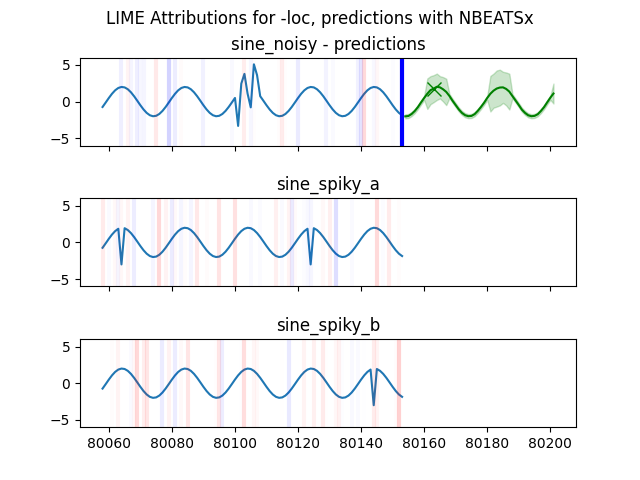 LIME Attributions for -loc, predictions with NBEATSx
sine_noisy - predictions
5
0
−5
sine_spiky_a
5
0
−5
sine_spiky_b
5
0
−5
80060 80080 80100 80120 80140 80160 80180 80200